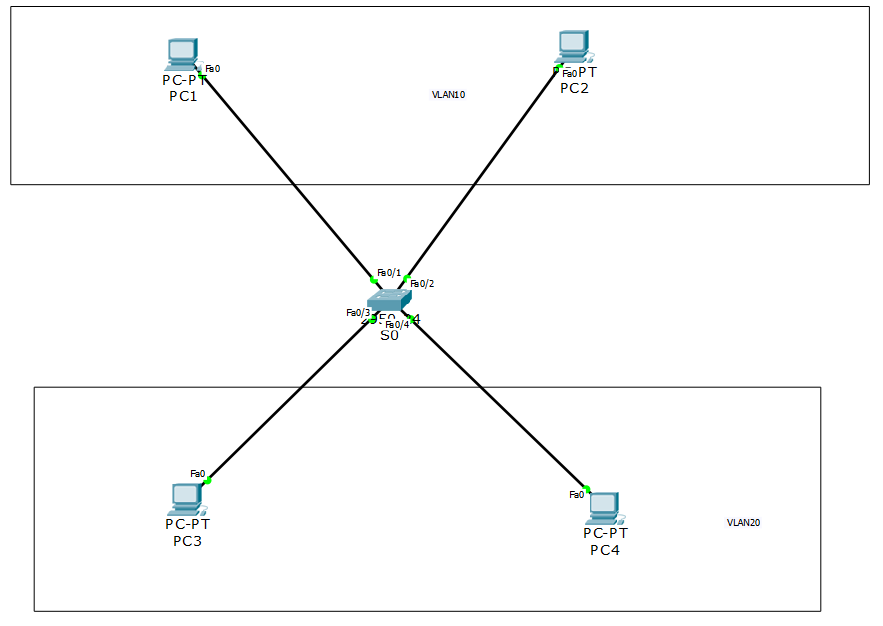 Fa0
PC-PT
PC1
Fa0
PT
PC2
VLAN10
Fa0/1
Fa0/2
Fa0/3
Fa0/4
S0
Fa0
PC-PT
PC3
Fa0
PC-PT
PC4
VLAN20